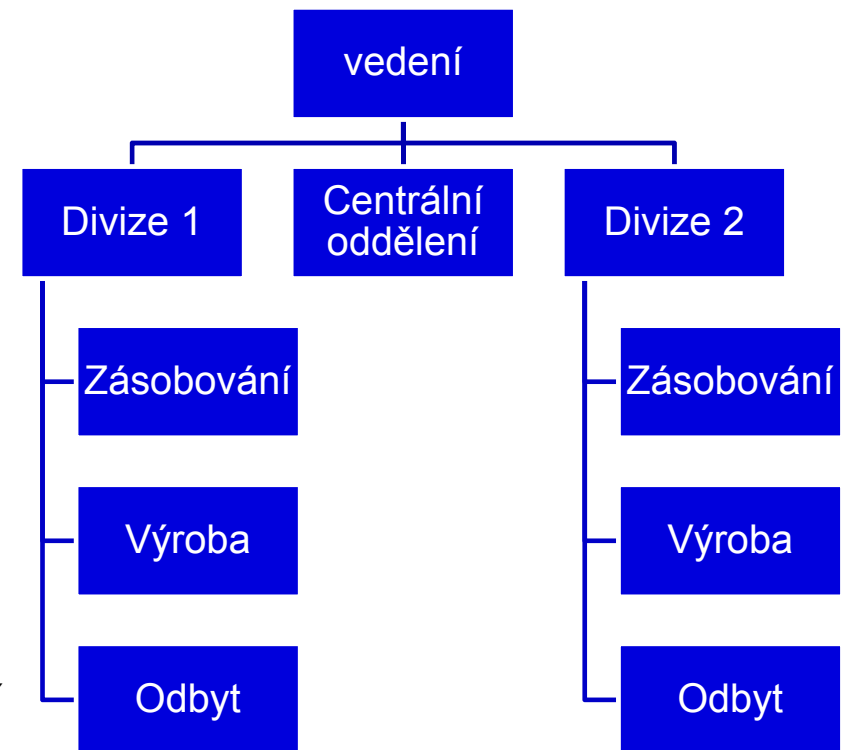 vedení
Divize 1
Centrální
oddělení
Divize 2
Zásobování
Zásobování
Výroba
Výroba
Odbyt
Odbyt